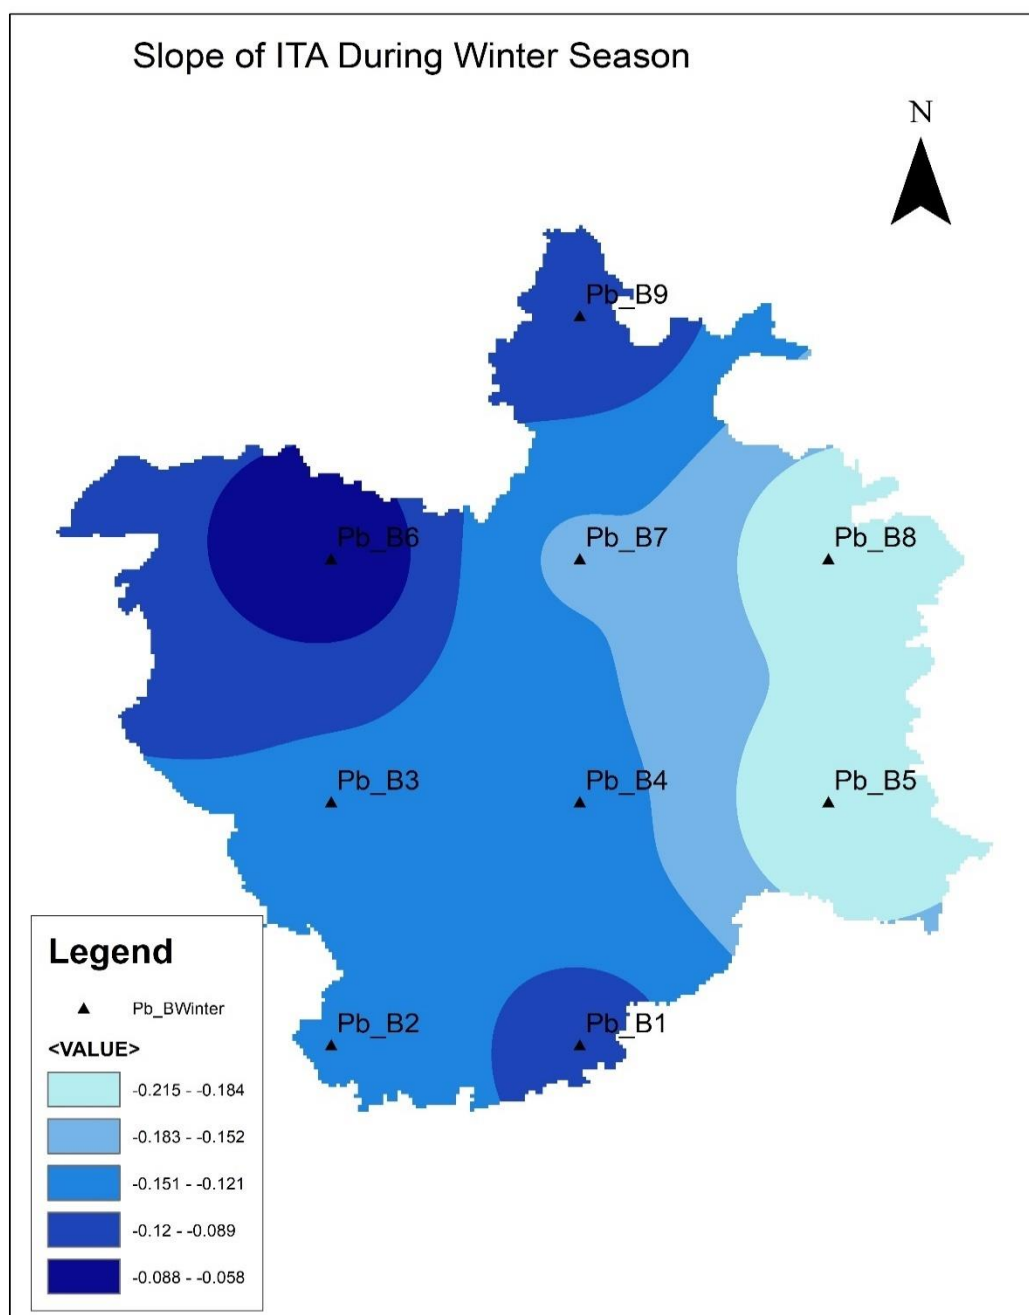 Slope of ITA During Winter Season
N
Pb_B9
Pb_B6
Pb_B7
Pb_B8
Pb_B3
Pb_B4
Pb_B5
Pb_B2
Pb_B1
Legend
Pb_BWinter
<VALUE>
-0.215 - -0.184
-0.183 - -0.152
-0.151 - -0.121
-0.12 - -0.089
-0.088 - -0.058